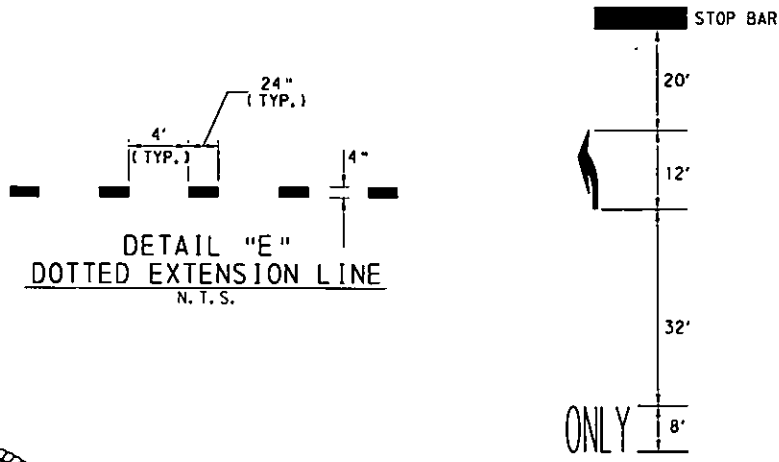 24"
(TYP.)
4'
(TYP.)
4"
DETAIL "E"
DOTTED EXTENSION LINE
N.T.S.
STOP BAR
20'
12'
32'
ONLY
8'